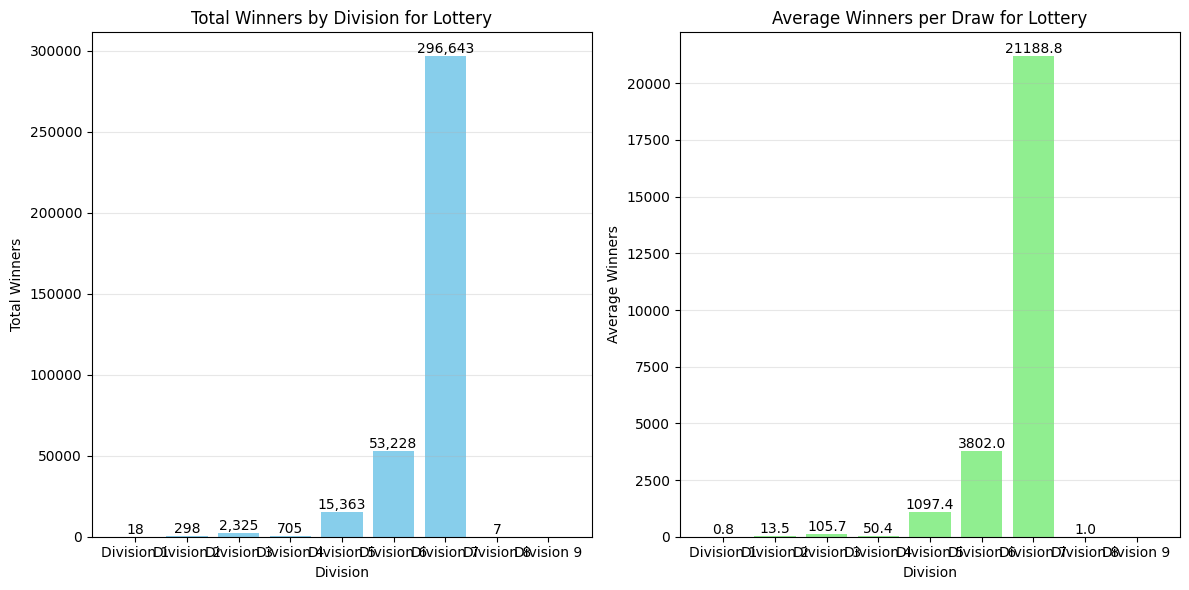 Total Winners by Division for Lottery
Total Winners
300000
250000
200000
150000
100000
50000
0
18
298
2,325
705
15,363
53,228
296,643
7
Division 1
Division 2
Division 3
Division 4
Division 5
Division 6
Division 7
Division 8
Division 9
Division
Average Winners per Draw for Lottery
Average Winners
20000
17500
15000
12500
10000
7500
5000
2500
0
0.8
13.5
105.7
50.4
1097.4
3802.0
21188.8
1.0
Division 1
Division 2
Division 3
Division 4
Division 5
Division 6
Division 7
Division 8
Division 9
Division